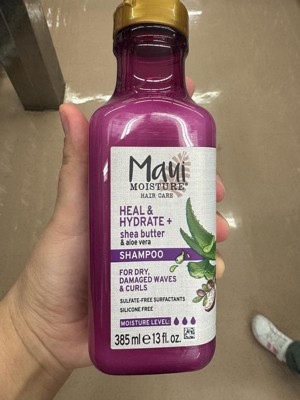 Maui
MOISTURE®
HAIR CARE
HEAL &
HYDRATE +
shea butter
& aloe vera
SHAMPOO
FOR DRY,
DAMAGED WAVES
& CURLS
SULFATE-FREE SURFACTANTS
SILICONE FREE
MOISTURE LEVEL:
385 ml e 13 fl. oz.